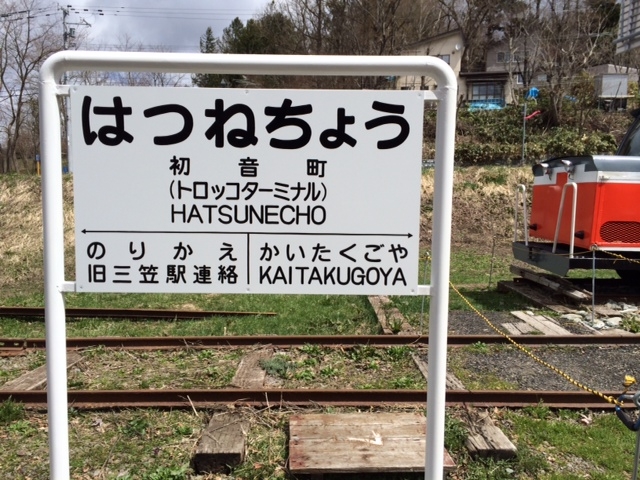 はつねちょう
初音町
(トロッコターミナル)
HATSUNECHO
のりかえ
旧三笠駅連絡
かいたくごや
KAITAKUGOYA